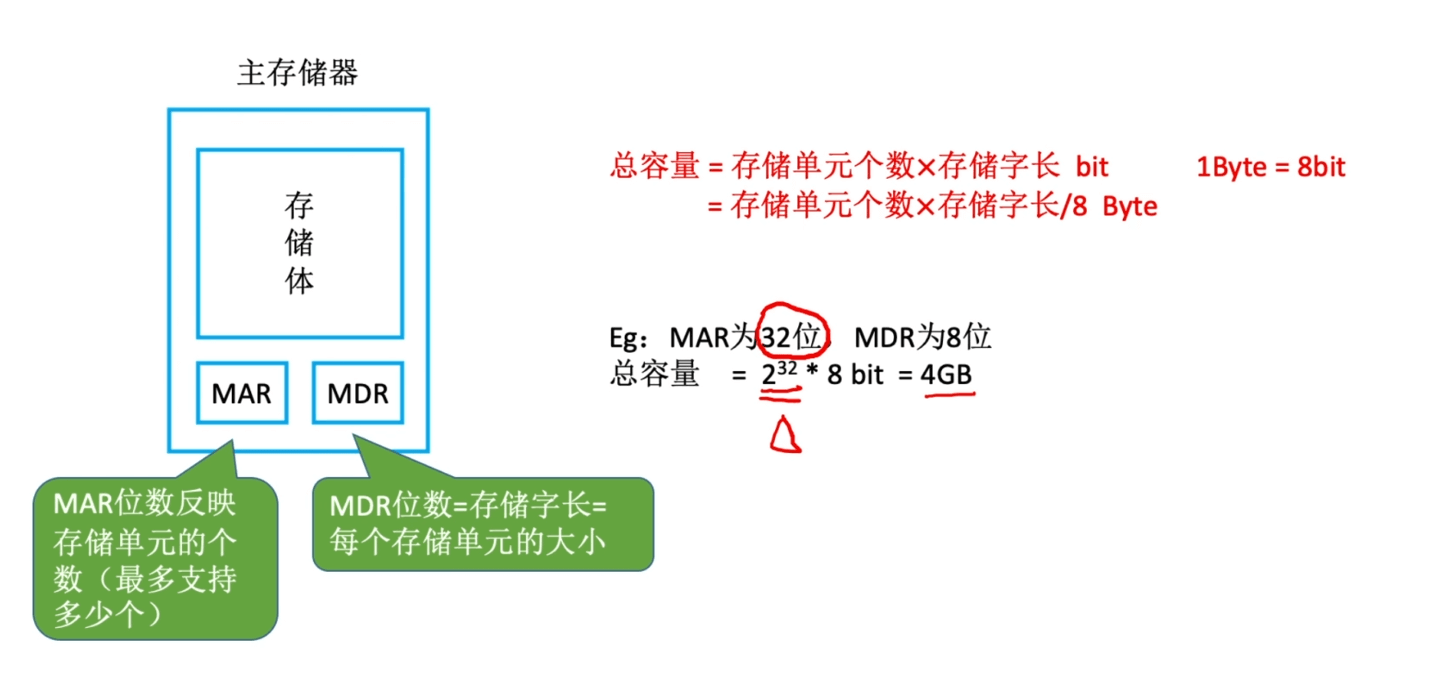 主存储器
存
储
体
MAR
MDR
MAR位数反映
存储单元的个
数（最多支持
多少个）
MDR位数=存储字长=
每个存储单元的大小
总容量 = 存储单元个数×存储字长 bit 1Byte = 8bit
= 存储单元个数×存储字长/8 Byte
Eg：MAR为32位，MDR为8位
总容量 = 2³² * 8 bit = 4GB